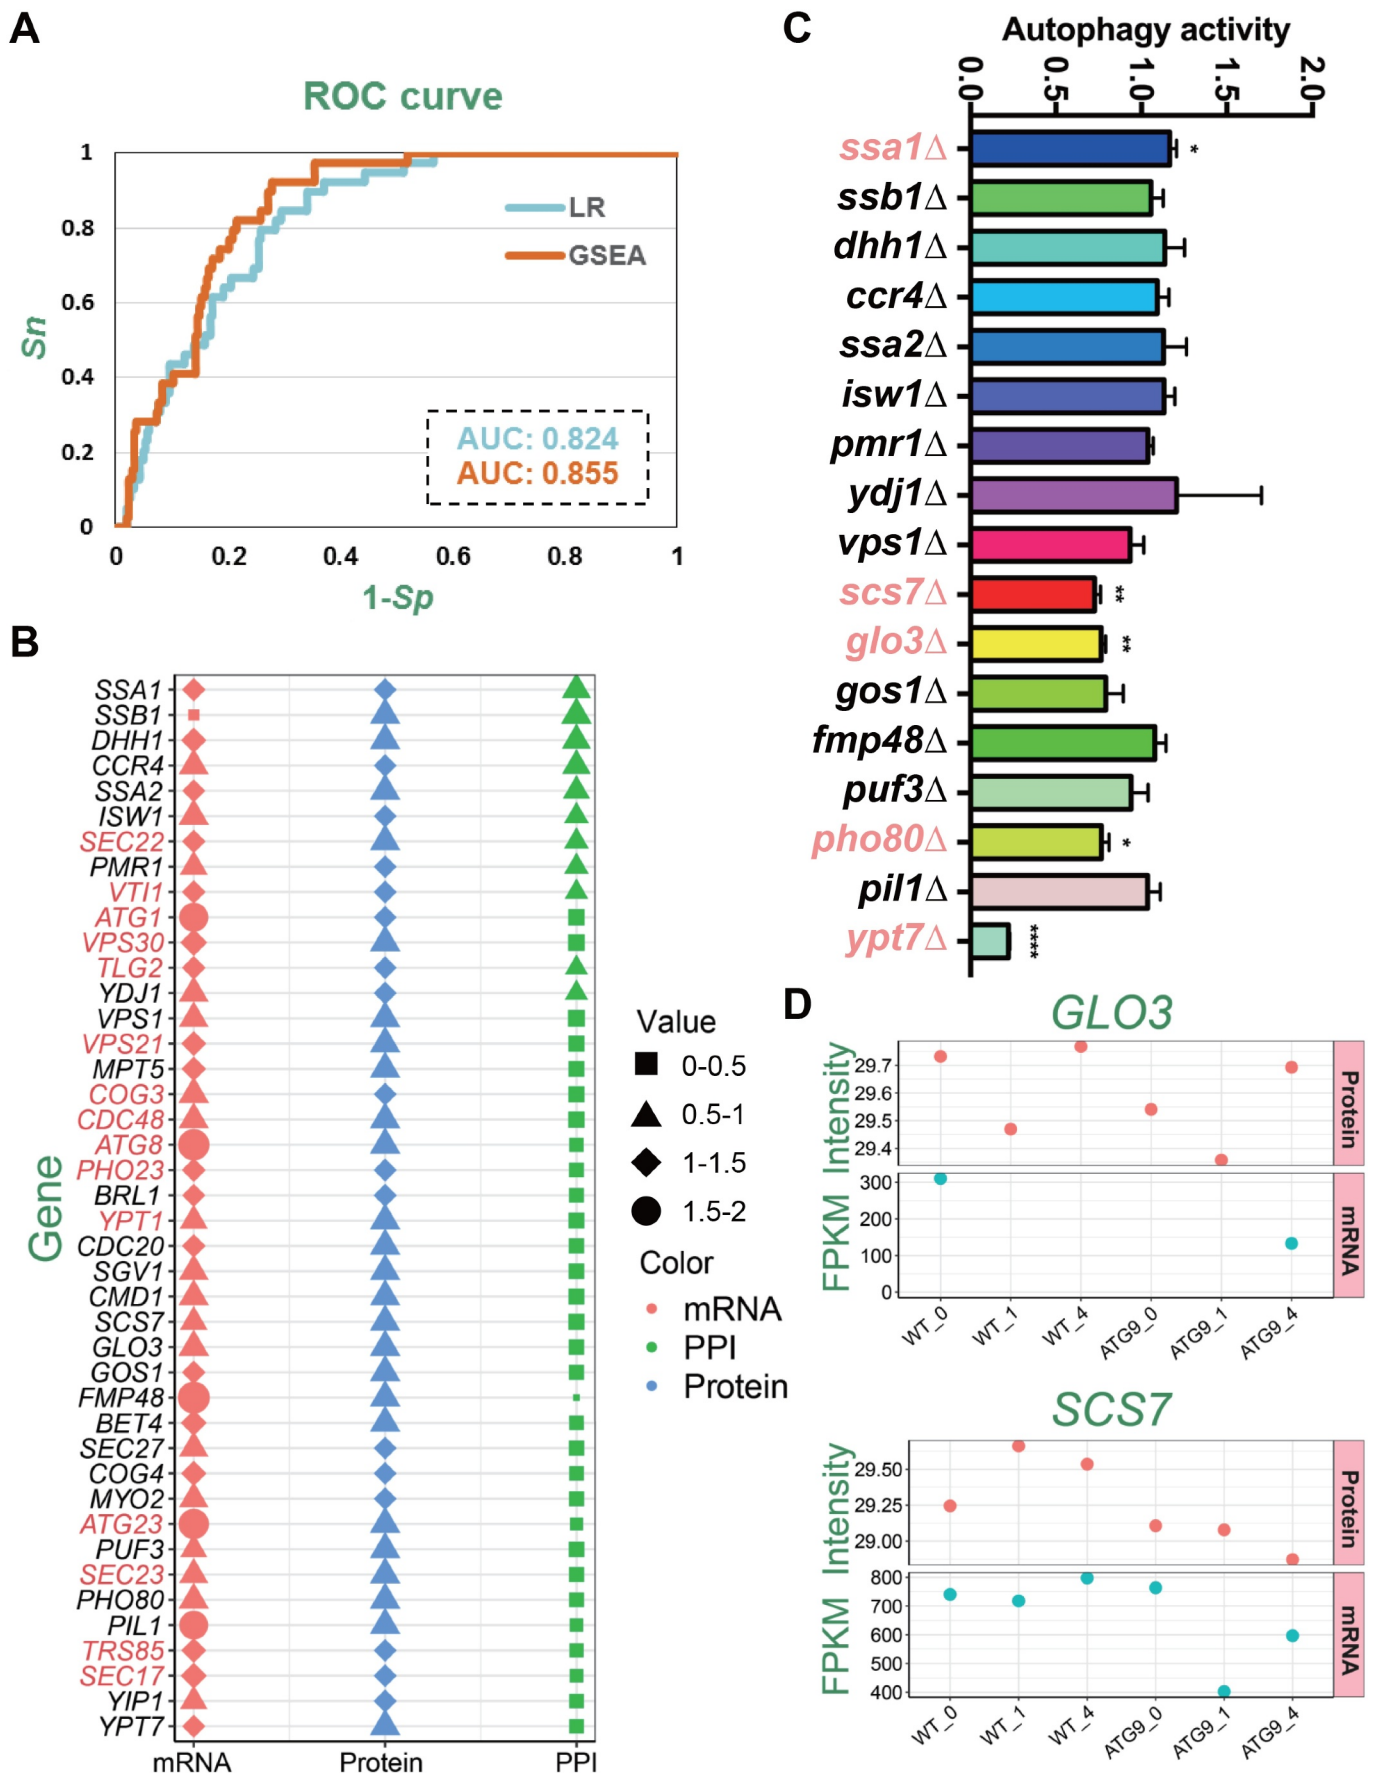 A
ROC curve
1
0.8
0.6
0.4
0.2
0
Sn
LR
GSEA
AUC: 0.824
AUC: 0.855
0 0.2 0.4 0.6 0.8 1
1-Sp
B
Gene
SSA1
SSB1
DHH1
CCR4
SSA2
ISW1
SEC22
PMR1
VTI1
ATG1
VPS30
TLG2
YDJ1
VPS1
VPS21
MPT5
COG3
CDC48
ATG8
PHO23
BRL1
YPT1
CDC20
SGV1
CMD1
SCS7
GLO3
GOS1
FMP48
BET4
SEC27
COG4
MYO2
ATG23
PUF3
SEC23
PHO80
PIL1
TRS85
SEC17
YIP1
YPT7
mRNA Protein PPI
Value
0-0.5
0.5-1
1-1.5
1.5-2
Color
mRNA
PPI
Protein
C
Autophagy activity
0.0 0.5 1.0 1.5 2.0
ssa1Δ *
ssb1Δ
dhh1Δ
ccr4Δ
ssa2Δ
isw1Δ
pmr1Δ
ydj1Δ
vps1Δ
scs7Δ **
glo3Δ **
gos1Δ
fmp48Δ
puf3Δ
pho80Δ *
pil1Δ
ypt7Δ ****
D
GLO3
Intensity
29.7
29.6
29.5
29.4
Protein
FPKM
300
200
100
0
mRNA
WT_0 WT_1 WT_4 ATG9_0 ATG9_1 ATG9_4
SCS7
Intensity
29.50
29.25
29.00
Protein
FPKM
800
700
600
500
400
mRNA
WT_0 WT_1 WT_4 ATG9_0 ATG9_1 ATG9_4